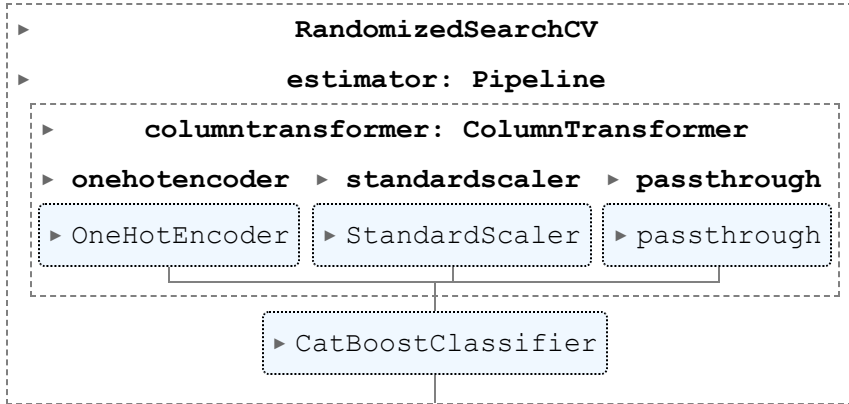 RandomizedSearchCV
estimator: Pipeline
columntransformer: ColumnTransformer
onehotencoder standardscaler passthrough
OneHotEncoder StandardScaler passthrough
CatBoostClassifier